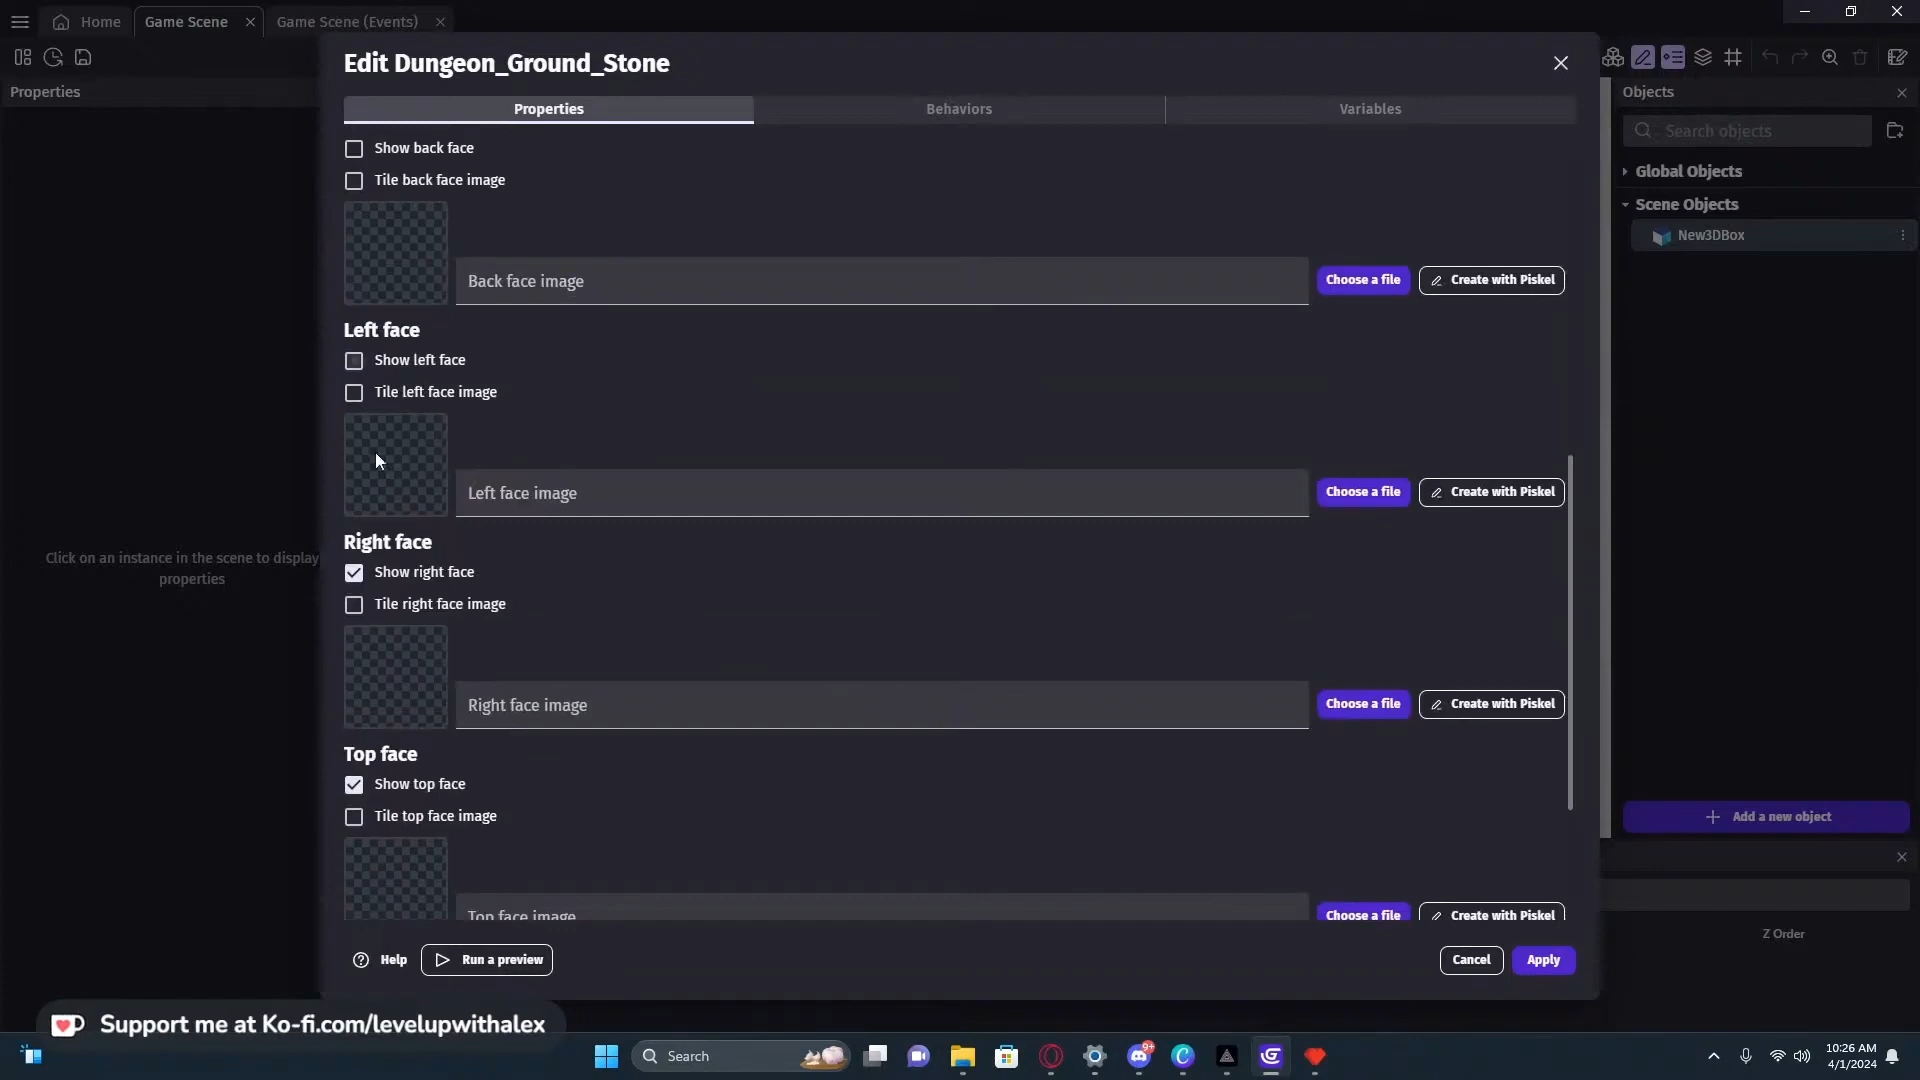 Home
Game Scene
Game Scene (Events)
Edit Dungeon_Ground_Stone
Properties
Objects
Properties
Behaviors
Variables
Search objects
Show back face
Tile back face image
Global Objects
Scene Objects
New3DBox
Back face image
Choose a file
Create with Piskel
Left face
Show left face
Tile left face image
Left face image
Choose a file
Create with Piskel
Click on an instance in the scene to display
properties
Right face
Show right face
Tile right face image
Right face image
Choose a file
Create with Piskel
Top face
Show top face
Tile top face image
Add a new object
Top face image
Choose a file
Create with Piskel
Z Order
Help
Run a preview
Cancel
Apply
Support me at Ko-fi.com/levelupwithalex
Search
9+
10:26 AM
4/1/2024